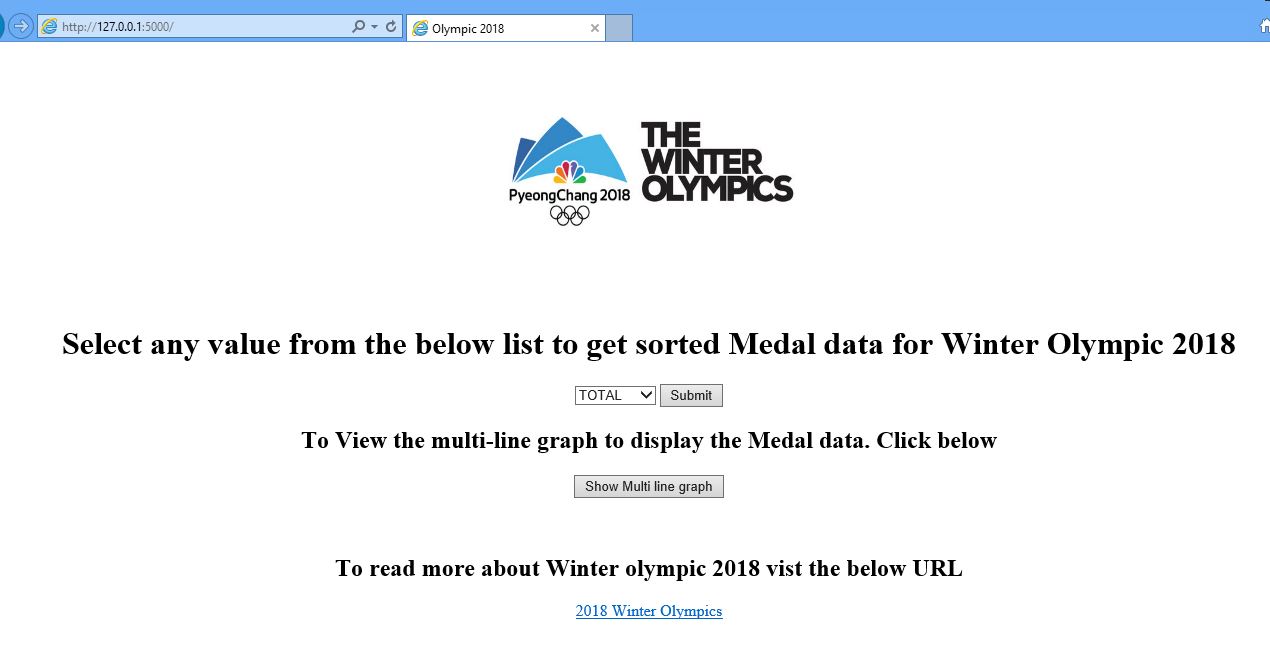 http://127.0.0.1:5000/
Olympic 2018
THE
WINTER
OLYMPICS
PyeongChang 2018
Select any value from the below list to get sorted Medal data for Winter Olympic 2018
TOTAL Submit
To View the multi-line graph to display the Medal data. Click below
Show Multi line graph
To read more about Winter olympic 2018 vist the below URL
2018 Winter Olympics